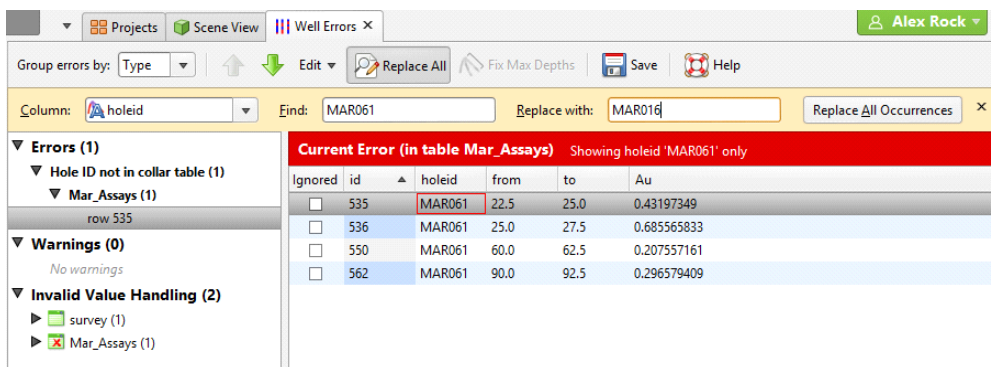 Projects Scene View Well Errors Alex Rock
Group errors by: Type Edit Replace All Fix Max Depths Save Help
Column: holeid Find: MAR061 Replace with: MAR016 Replace All Occurrences
Errors (1)
Hole ID not in collar table (1)
Mar_Assays (1)
row 535
Warnings (0)
No warnings
Invalid Value Handling (2)
survey (1)
Mar_Assays (1)
Current Error (in table Mar_Assays) Showing holeid 'MAR061' only
Ignored id holeid from to Au
535 MAR061 22.5 25.0 0.43197349
536 MAR061 25.0 27.5 0.685565833
550 MAR061 60.0 62.5 0.207557161
562 MAR061 90.0 92.5 0.296579409